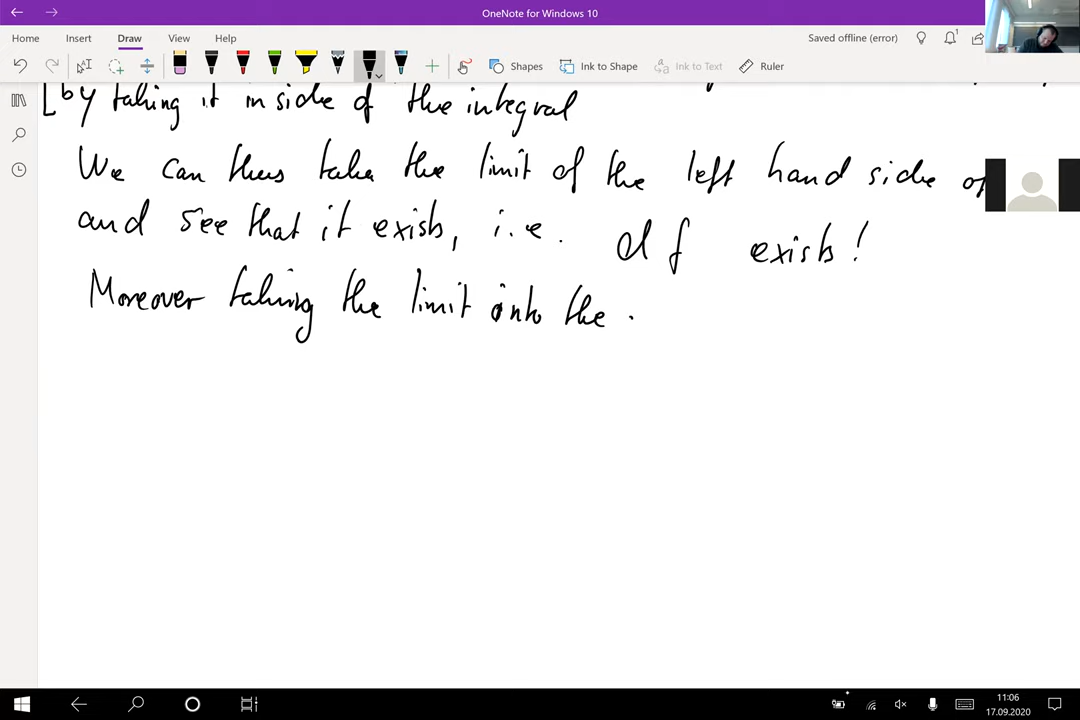 OneNote for Windows 10
Home Insert Draw View Help
Saved offline (error)
Shapes Ink to Shape Ink to Text Ruler
[by taking it inside of the integral
We can thus take the limit of the left hand side of
and see that it exists, i.e. df exists!
Moreover taking the limit into the .
11:06
17.09.2020